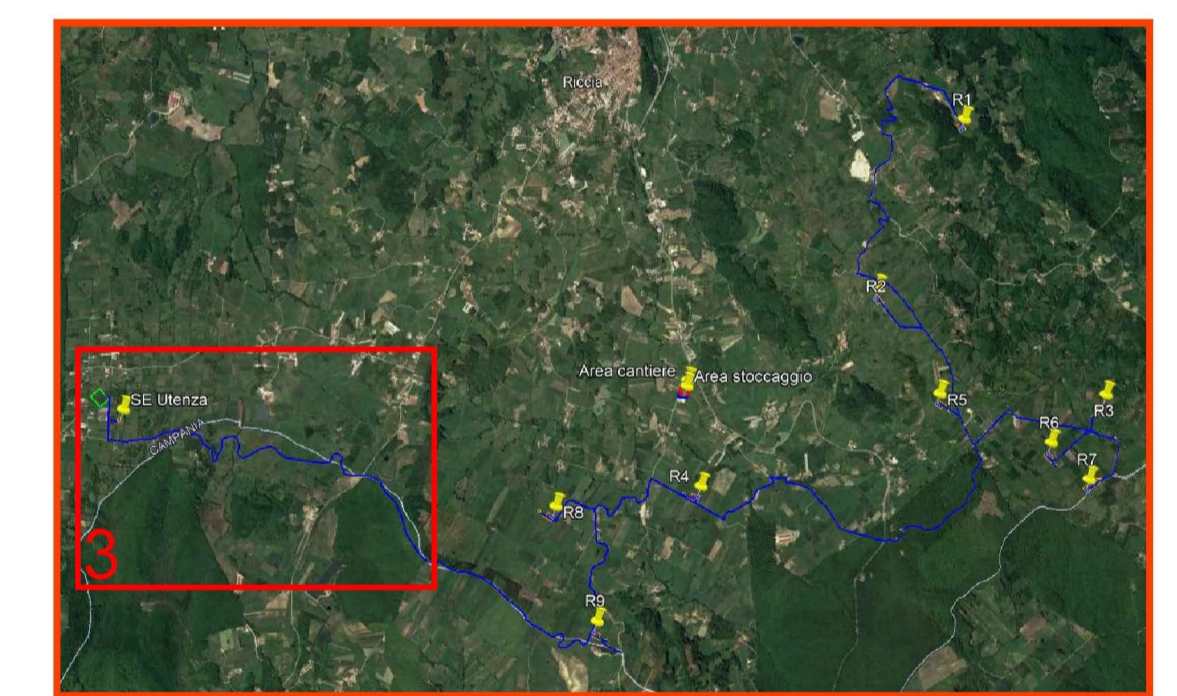 Riccia
R1
R2
Area cantiere
Area stoccaggio
SE Utenza
R5
R3
R6
CAMPANIA
R7
R4
R8
3
R9